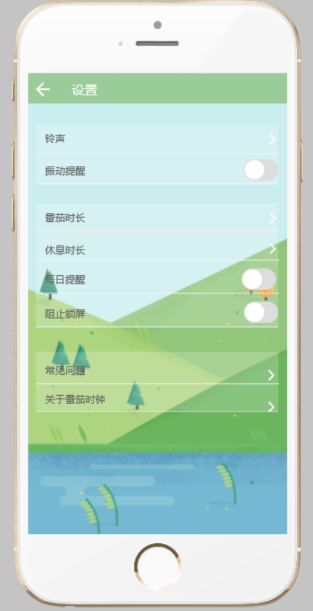 设置
铃声
振动提醒
番茄时长
休息时长
每日提醒
阻止锁屏
常见问题
关于番茄时钟